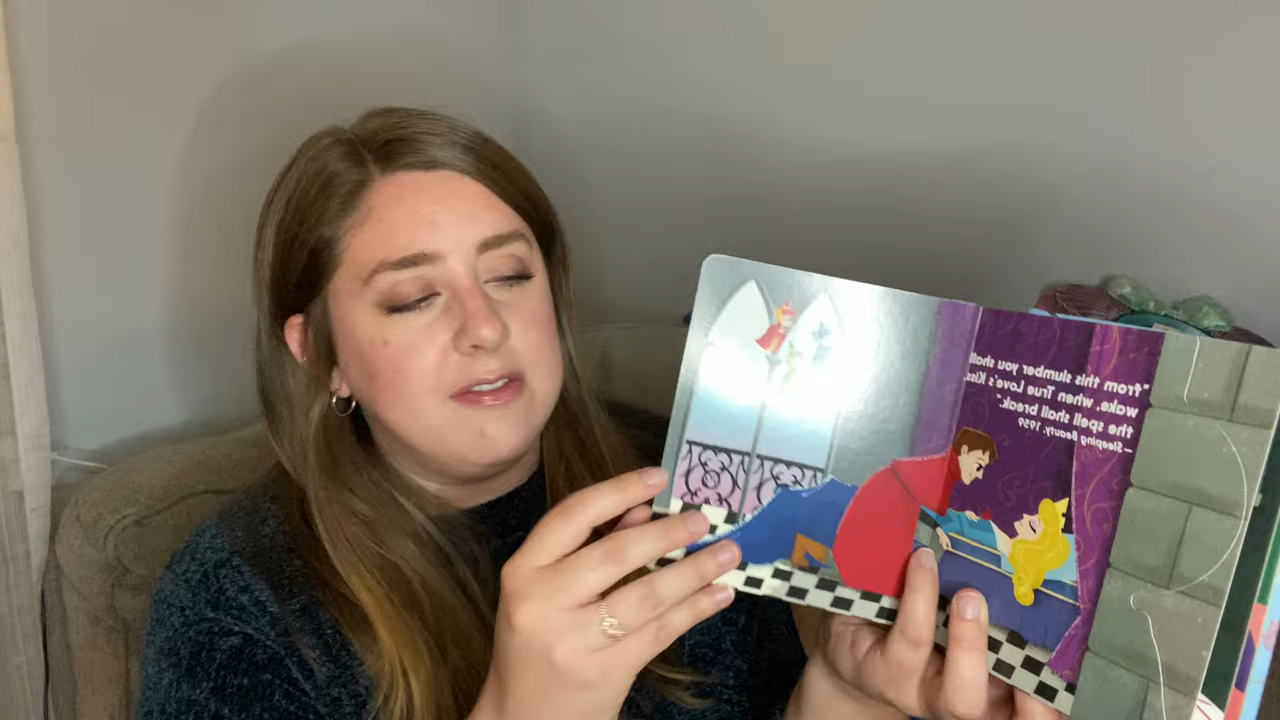 "From this slumber you shall
wake, when True Love's Kiss,
the spell shall break."
—Sleeping Beauty, 1959